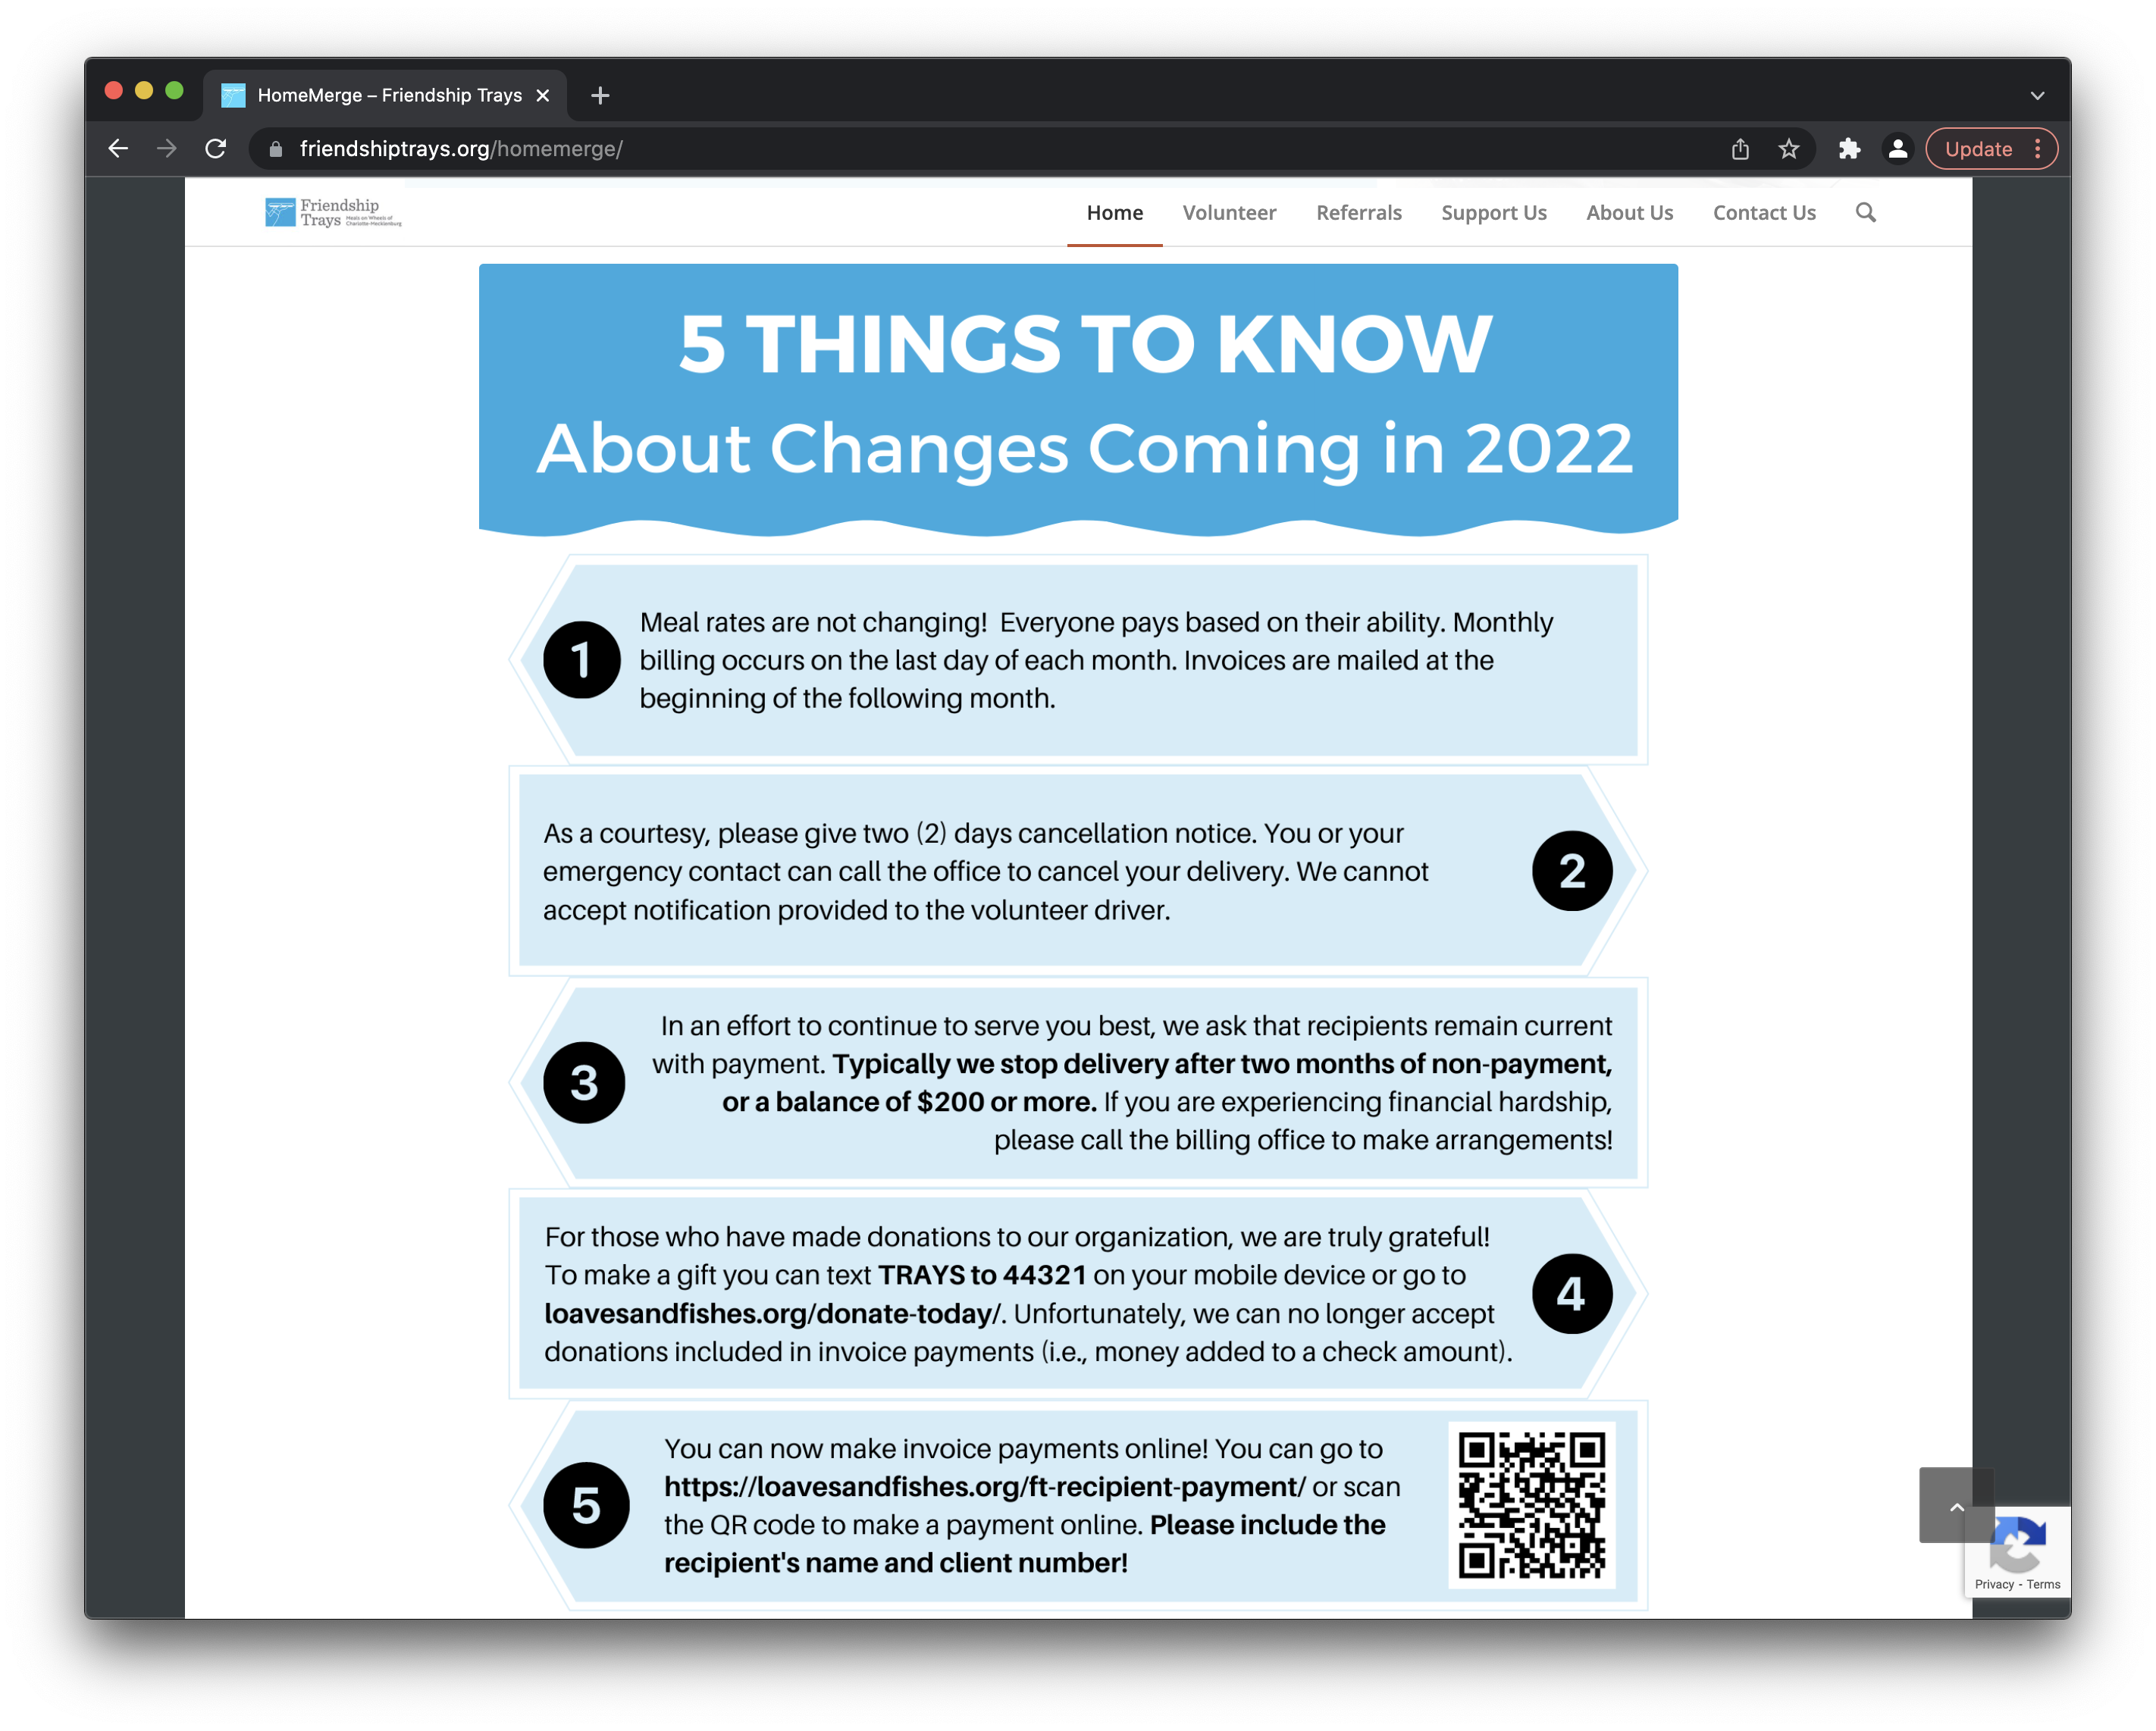 HomeMerge – Friendship Trays
friendshiptrays.org/homemerge/
Update
Friendship
Trays Meals on Wheels of
Charlotte-Mecklenburg
Home Volunteer Referrals Support Us About Us Contact Us
5 THINGS TO KNOW
About Changes Coming in 2022
1
Meal rates are not changing!  Everyone pays based on their ability. Monthly
billing occurs on the last day of each month. Invoices are mailed at the
beginning of the following month.
As a courtesy, please give two (2) days cancellation notice. You or your
emergency contact can call the office to cancel your delivery. We cannot
accept notification provided to the volunteer driver.
2
3
In an effort to continue to serve you best, we ask that recipients remain current
with payment. Typically we stop delivery after two months of non-payment,
or a balance of $200 or more. If you are experiencing financial hardship,
please call the billing office to make arrangements!
For those who have made donations to our organization, we are truly grateful!
To make a gift you can text TRAYS to 44321 on your mobile device or go to
loavesandfishes.org/donate-today/. Unfortunately, we can no longer accept
donations included in invoice payments (i.e., money added to a check amount).
4
5
You can now make invoice payments online! You can go to
https://loavesandfishes.org/ft-recipient-payment/ or scan
the QR code to make a payment online. Please include the
recipient's name and client number!
Privacy - Terms